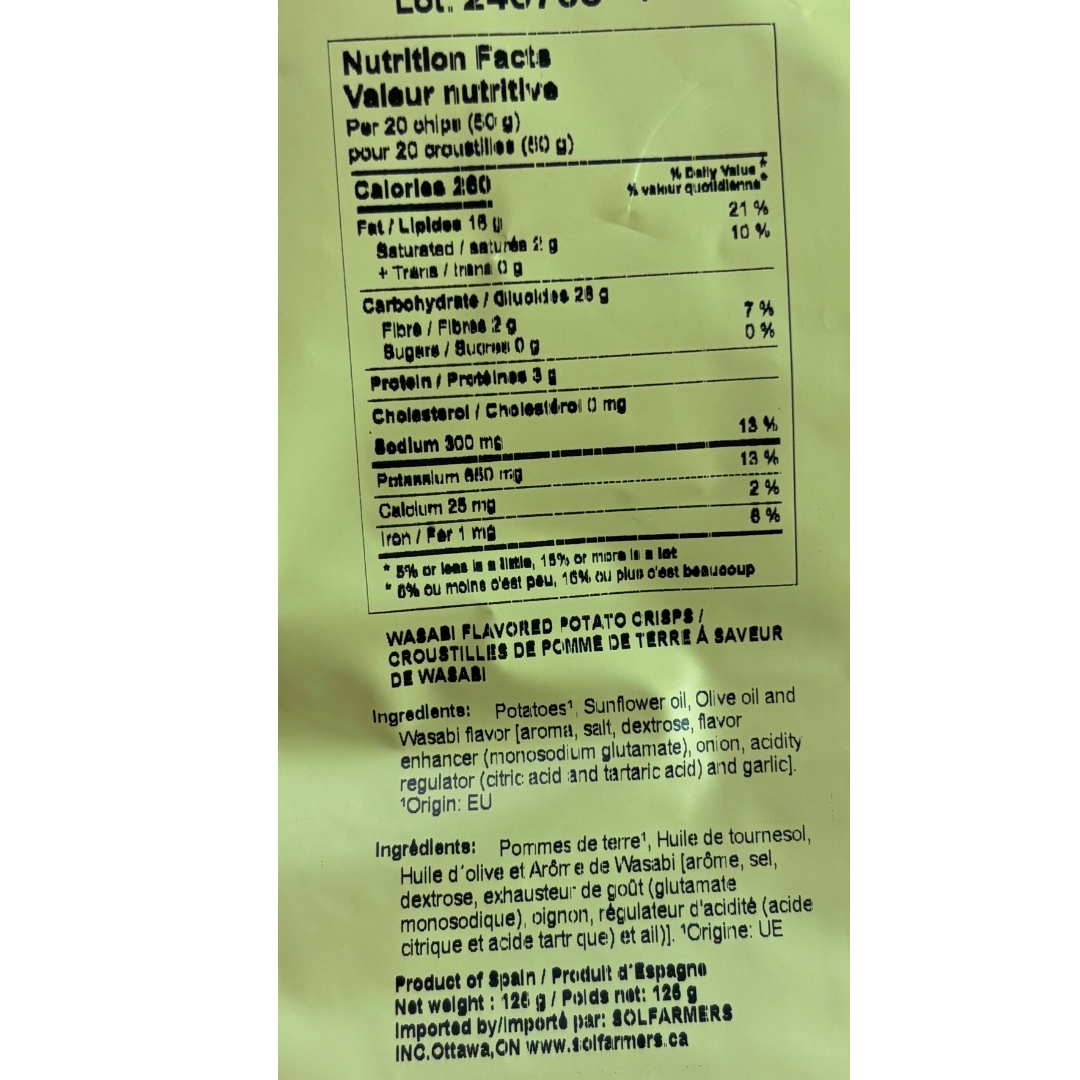 Nutrition Facts
Valeur nutritive
Per 20 chips (50 g)
pour 20 croustilles (50 g)
Calories 260
% Daily Value*
% valeur quotidienne*
Fat / Lipides 16 g 21 %
Saturated / saturés 2 g 10 %
+ Trans / trans 0 g
Carbohydrate / Glucides 28 g
Fibre / Fibres 2 g 7 %
Sugars / Sucres 0 g 0 %
Protein / Protéines 3 g
Cholesterol / Cholestérol 0 mg
Sodium 300 mg 13 %
Potassium 650 mg 13 %
Calcium 25 mg 2 %
Iron / Fer 1 mg 6 %
* 5% or less is a little, 15% or more is a lot
* 5% ou moins c'est peu, 15% ou plus c'est beaucoup
WASABI FLAVORED POTATO CRISPS /
CROUSTILLES DE POMME DE TERRE À SAVEUR
DE WASABI
Ingredients: Potatoes¹, Sunflower oil, Olive oil and
Wasabi flavor [aroma, salt, dextrose, flavor
enhancer (monosodium glutamate), onion, acidity
regulator (citric acid and tartaric acid) and garlic].
¹Origin: EU
Ingrédients: Pommes de terre¹, Huile de tournesol,
Huile d'olive et Arôme de Wasabi [arôme, sel,
dextrose, exhausteur de goût (glutamate
monosodique), oignon, régulateur d'acidité (acide
citrique et acide tartrique) et ail)]. ¹Origine: UE
Product of Spain / Produit d'Espagne
Net weight : 125 g / Poids net: 125 g
Imported by/Importé par: SOLFARMERS
INC.Ottawa,ON www.solfarmers.ca